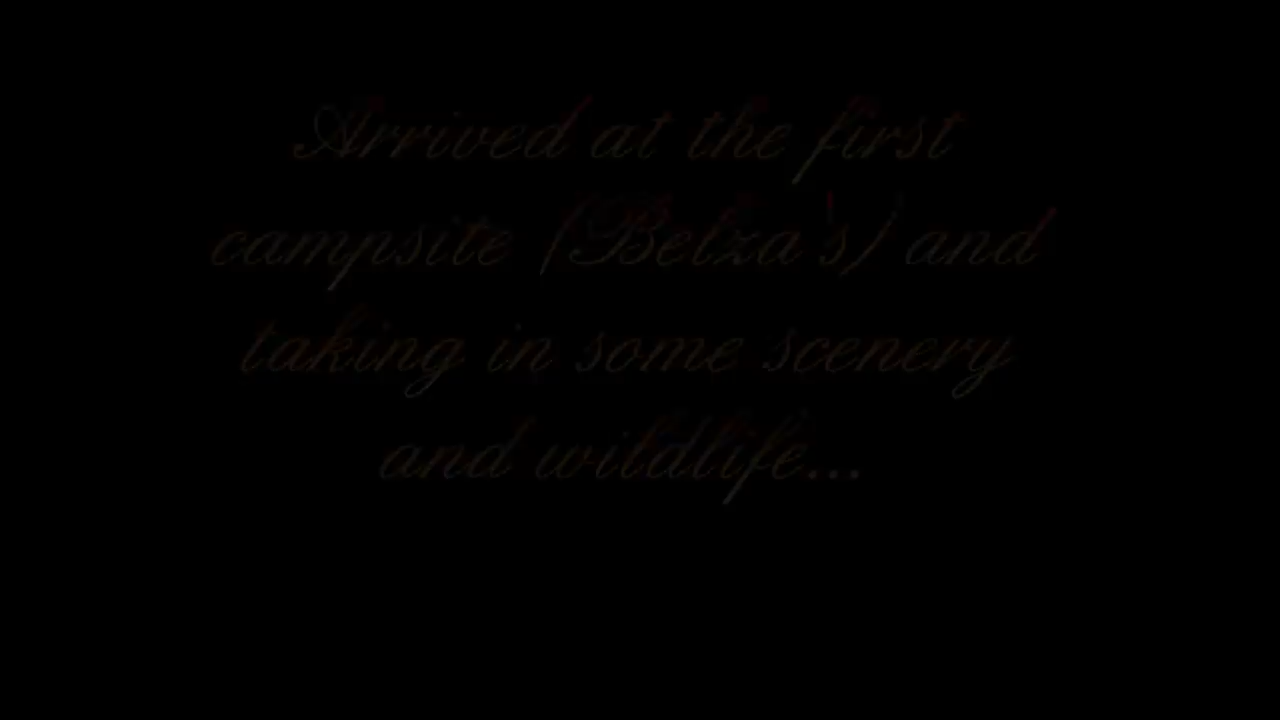 Arrived at the first
campsite (Belza's) and
taking in some scenery
and wildlife...